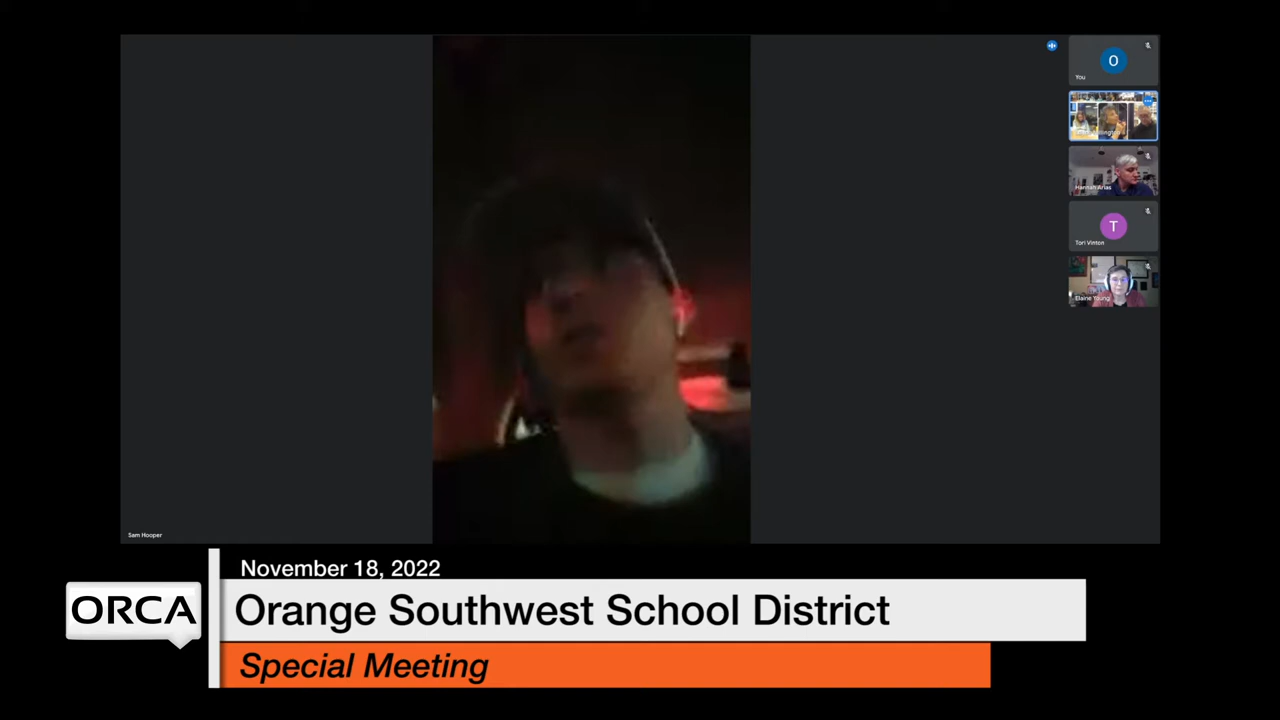 O
You
Hannah Arias
T
Tori Vinton
Elaine Young
Sam Hooper
November 18, 2022
ORCA
Orange Southwest School District
Special Meeting